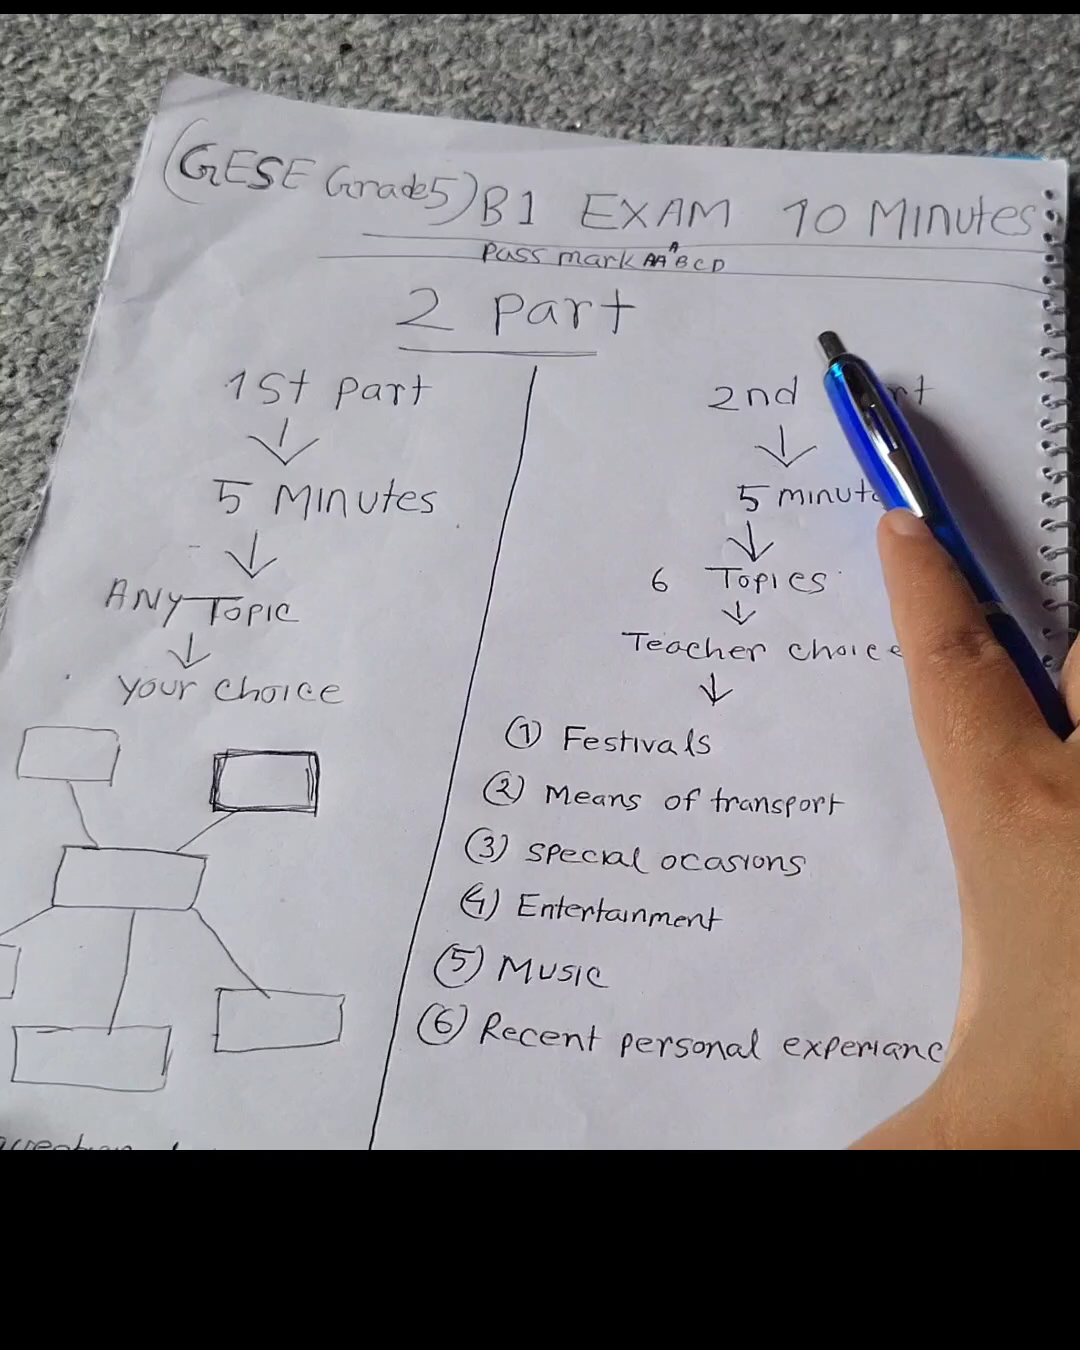 (GESE Grade5) B1 EXAM 10 Minutes
Pass mark AA A B C D
2 part
1st part
5 Minutes
ANY TOPIC
your choice
2nd
5 minute
6 Topics
Teacher choice
① Festivals
② Means of transport
③ special ocasions
④ Entertainment
⑤ Music
⑥ Recent personal experianc